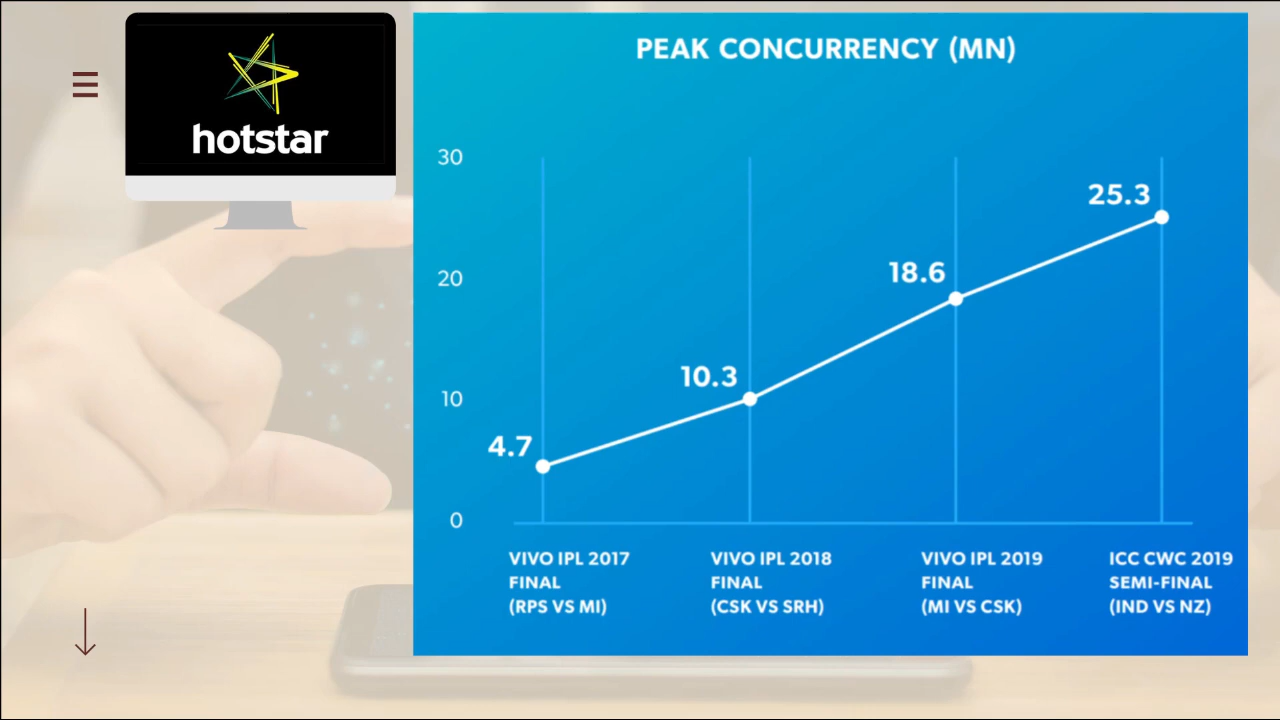 hotstar
PEAK CONCURRENCY (MN)
30
20
10
0
4.7
10.3
18.6
25.3
VIVO IPL 2017
FINAL
(RPS VS MI)
VIVO IPL 2018
FINAL
(CSK VS SRH)
VIVO IPL 2019
FINAL
(MI VS CSK)
ICC CWC 2019
SEMI-FINAL
(IND VS NZ)